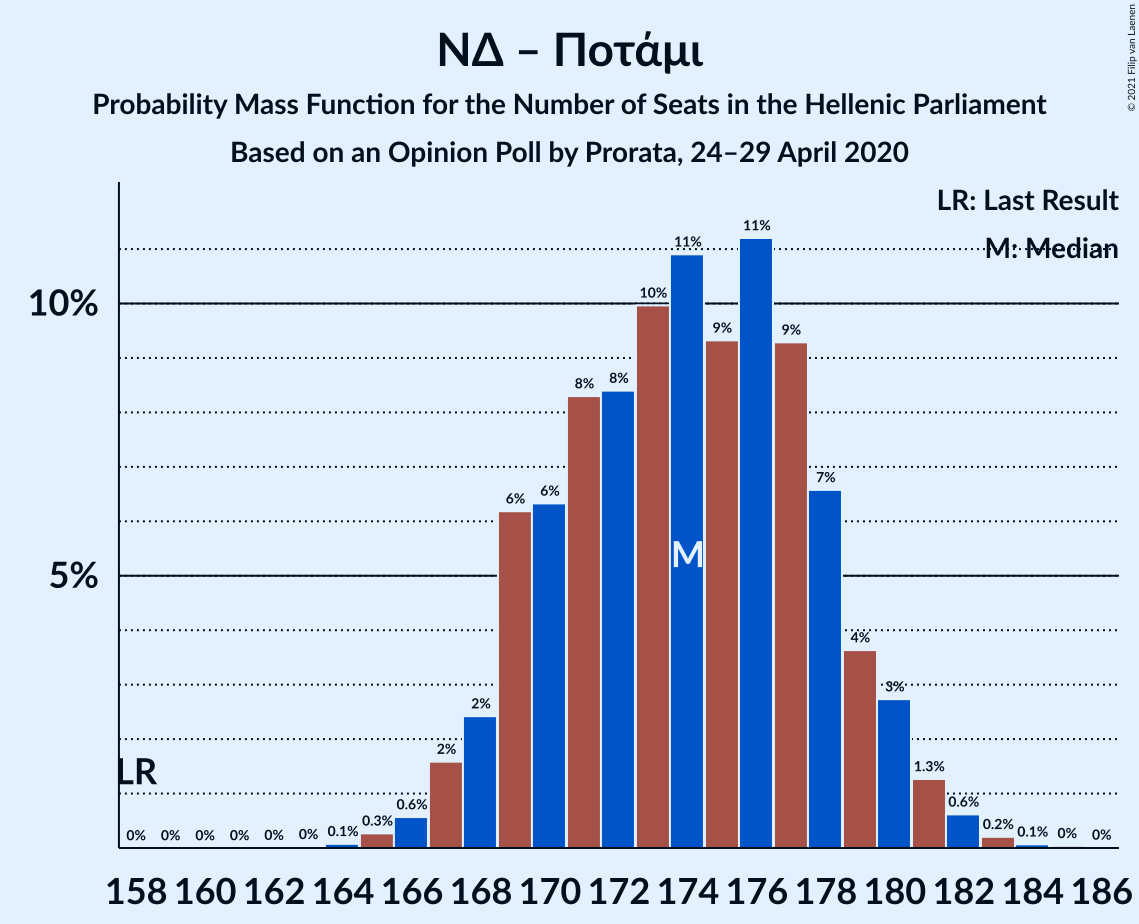 © 2021 Filip van Laenen
ΝΔ – Ποτάμι
Probability Mass Function for the Number of Seats in the Hellenic Parliament
Based on an Opinion Poll by Prorata, 24–29 April 2020
LR: Last Result
M: Median
10%
5%
LR
M
0% 0% 0% 0% 0% 0% 0.1% 0.3% 0.6% 2% 2% 6% 6% 8% 8% 10% 11% 9% 11% 9% 7% 4% 3% 1.3% 0.6% 0.2% 0.1% 0% 0%
158 160 162 164 166 168 170 172 174 176 178 180 182 184 186